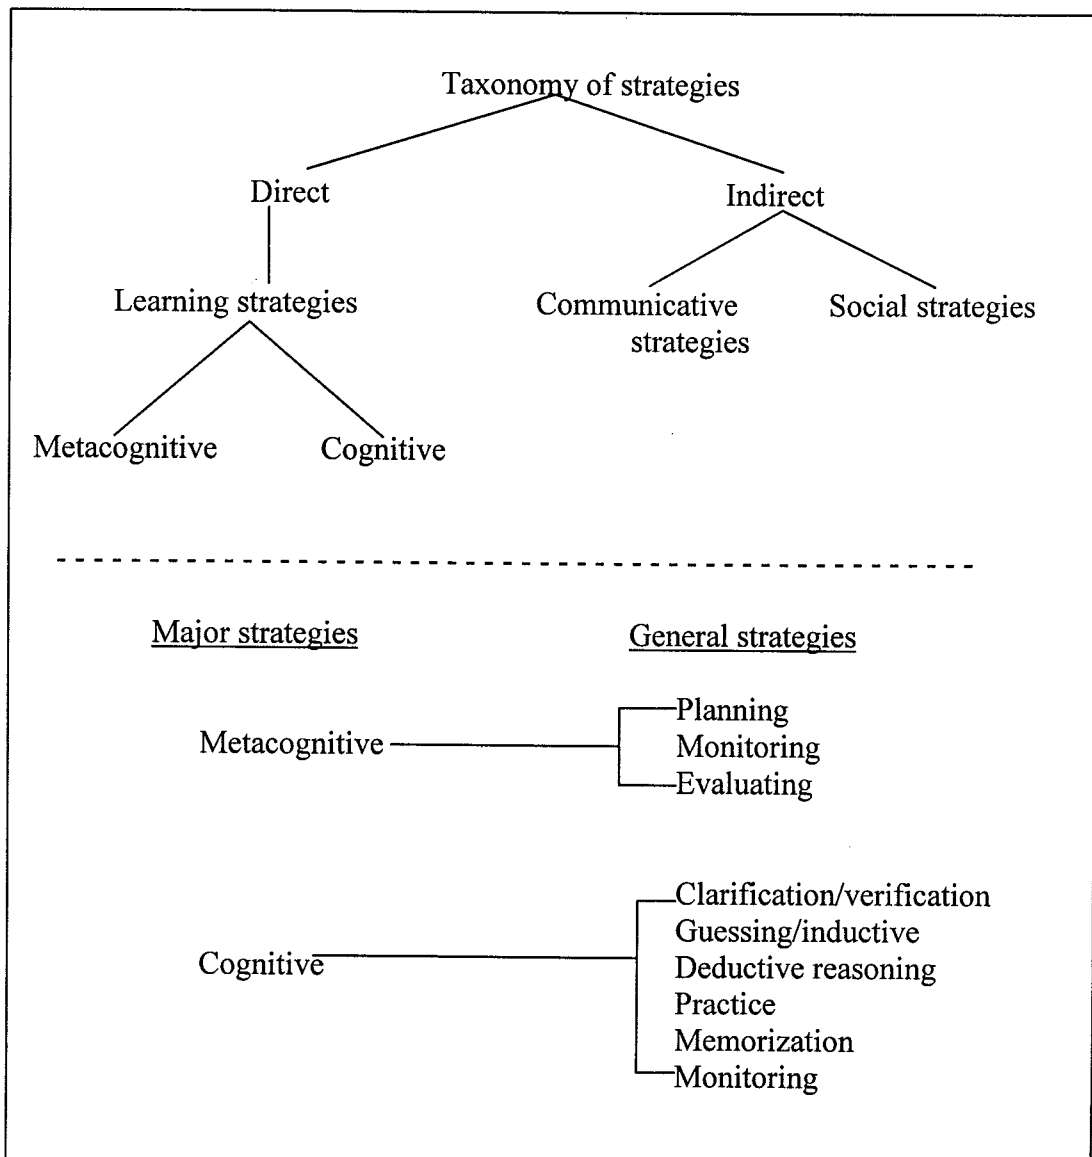 Taxonomy of strategies
Direct
Indirect
Learning strategies
Communicative
strategies
Social strategies
Metacognitive
Cognitive
Major strategies
General strategies
Metacognitive
Planning
Monitoring
Evaluating
Cognitive
Clarification/verification
Guessing/inductive
Deductive reasoning
Practice
Memorization
Monitoring